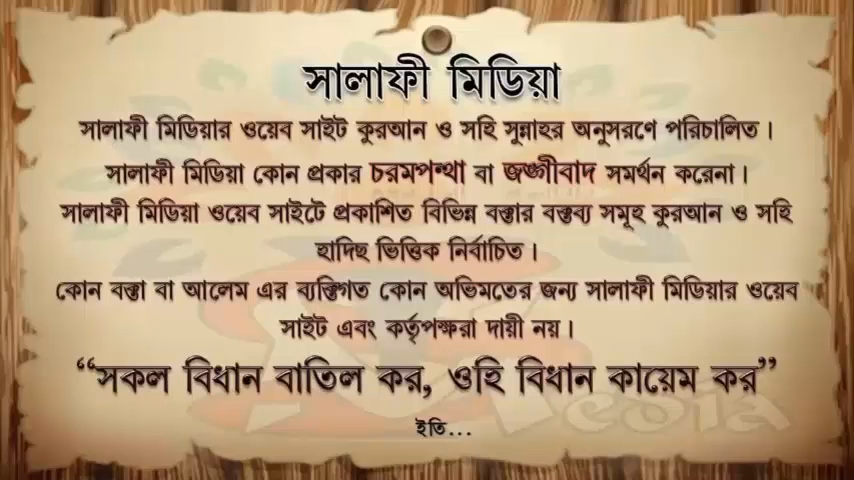 সালাফী মিডিয়া
সালাফী মিডিয়ার ওয়েব সাইট কুরআন ও সহি সুন্নাহর অনুসরণে পরিচালিত।
সালাফী মিডিয়া কোন প্রকার চরমপন্থা বা জঙ্গীবাদ সমর্থন করেনা।
সালাফী মিডিয়া ওয়েব সাইটে প্রকাশিত বিভিন্ন বক্তার বক্তব্য সমূহ কুরআন ও সহি
হাদিছ ভিত্তিক নির্বাচিত।
কোন বক্তা বা আলেম এর ব্যক্তিগত কোন অভিমতের জন্য সালাফী মিডিয়ার ওয়েব
সাইট এবং কর্তৃপক্ষরা দায়ী নয়।
“সকল বিধান বাতিল কর, ওহি বিধান কায়েম কর”
ইতি...